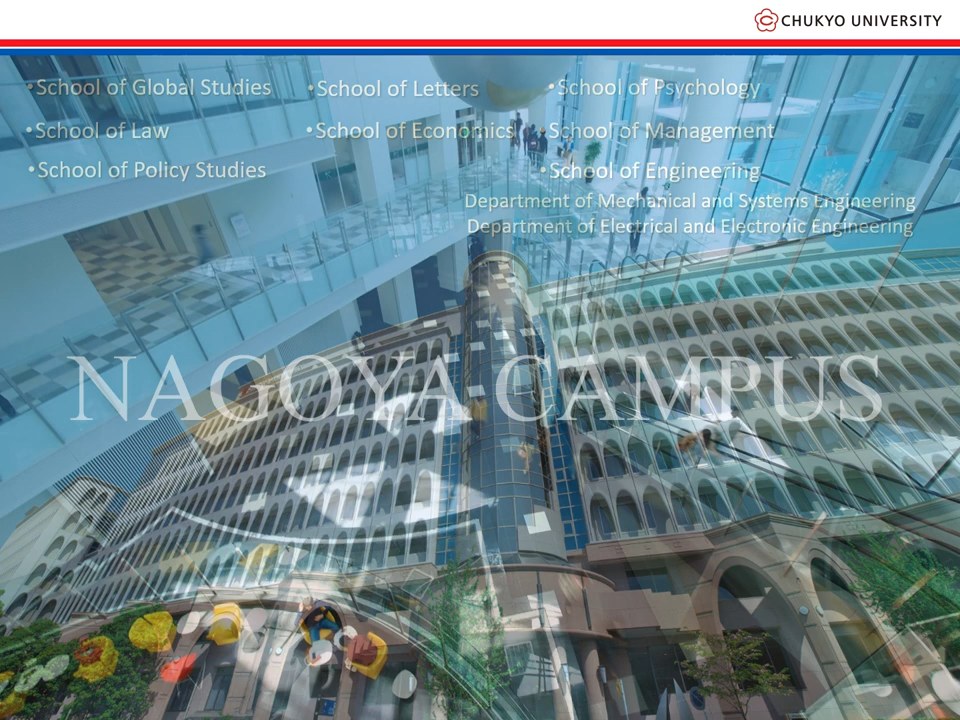 CHUKYO UNIVERSITY
•School of Global Studies
•School of Letters
•School of Psychology
•School of Law
•School of Economics
•School of Management
•School of Policy Studies
•School of Engineering
Department of Mechanical and Systems Engineering
Department of Electrical and Electronic Engineering
NAGOYA CAMPUS